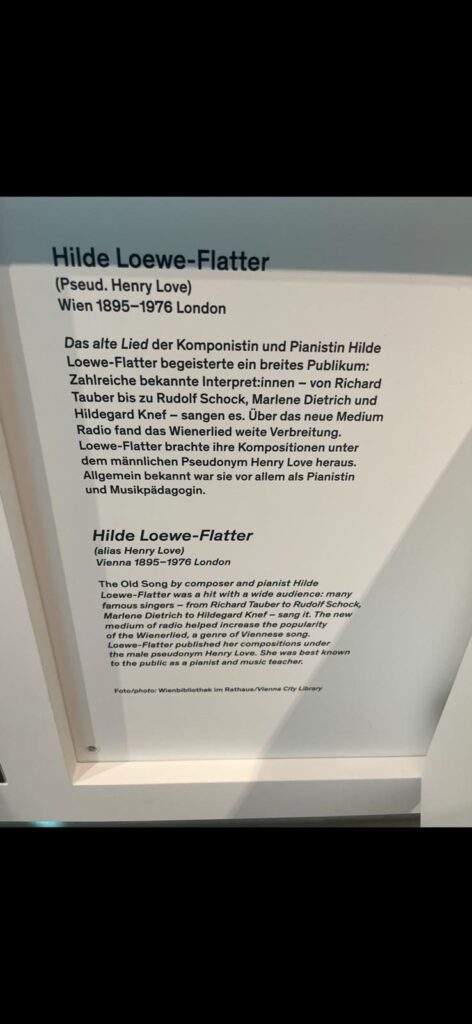 Hilde Loewe-Flatter
(Pseud. Henry Love)
Wien 1895–1976 London
Das alte Lied der Komponistin und Pianistin Hilde
Loewe-Flatter begeisterte ein breites Publikum:
Zahlreiche bekannte Interpret:innen – von Richard
Tauber bis zu Rudolf Schock, Marlene Dietrich und
Hildegard Knef – sangen es. Über das neue Medium
Radio fand das Wienerlied weite Verbreitung.
Loewe-Flatter brachte ihre Kompositionen unter
dem männlichen Pseudonym Henry Love heraus.
Allgemein bekannt war sie vor allem als Pianistin
und Musikpädagogin.
Hilde Loewe-Flatter
(alias Henry Love)
Vienna 1895–1976 London
The Old Song by composer and pianist Hilde
Loewe-Flatter was a hit with a wide audience: many
famous singers – from Richard Tauber to Rudolf Schock,
Marlene Dietrich to Hildegard Knef – sang it. The new
medium of radio helped increase the popularity
of the Wienerlied, a genre of Viennese song.
Loewe-Flatter published her compositions under
the male pseudonym Henry Love. She was best known
to the public as a pianist and music teacher.
Foto/photo: Wienbibliothek im Rathaus/Vienna City Library